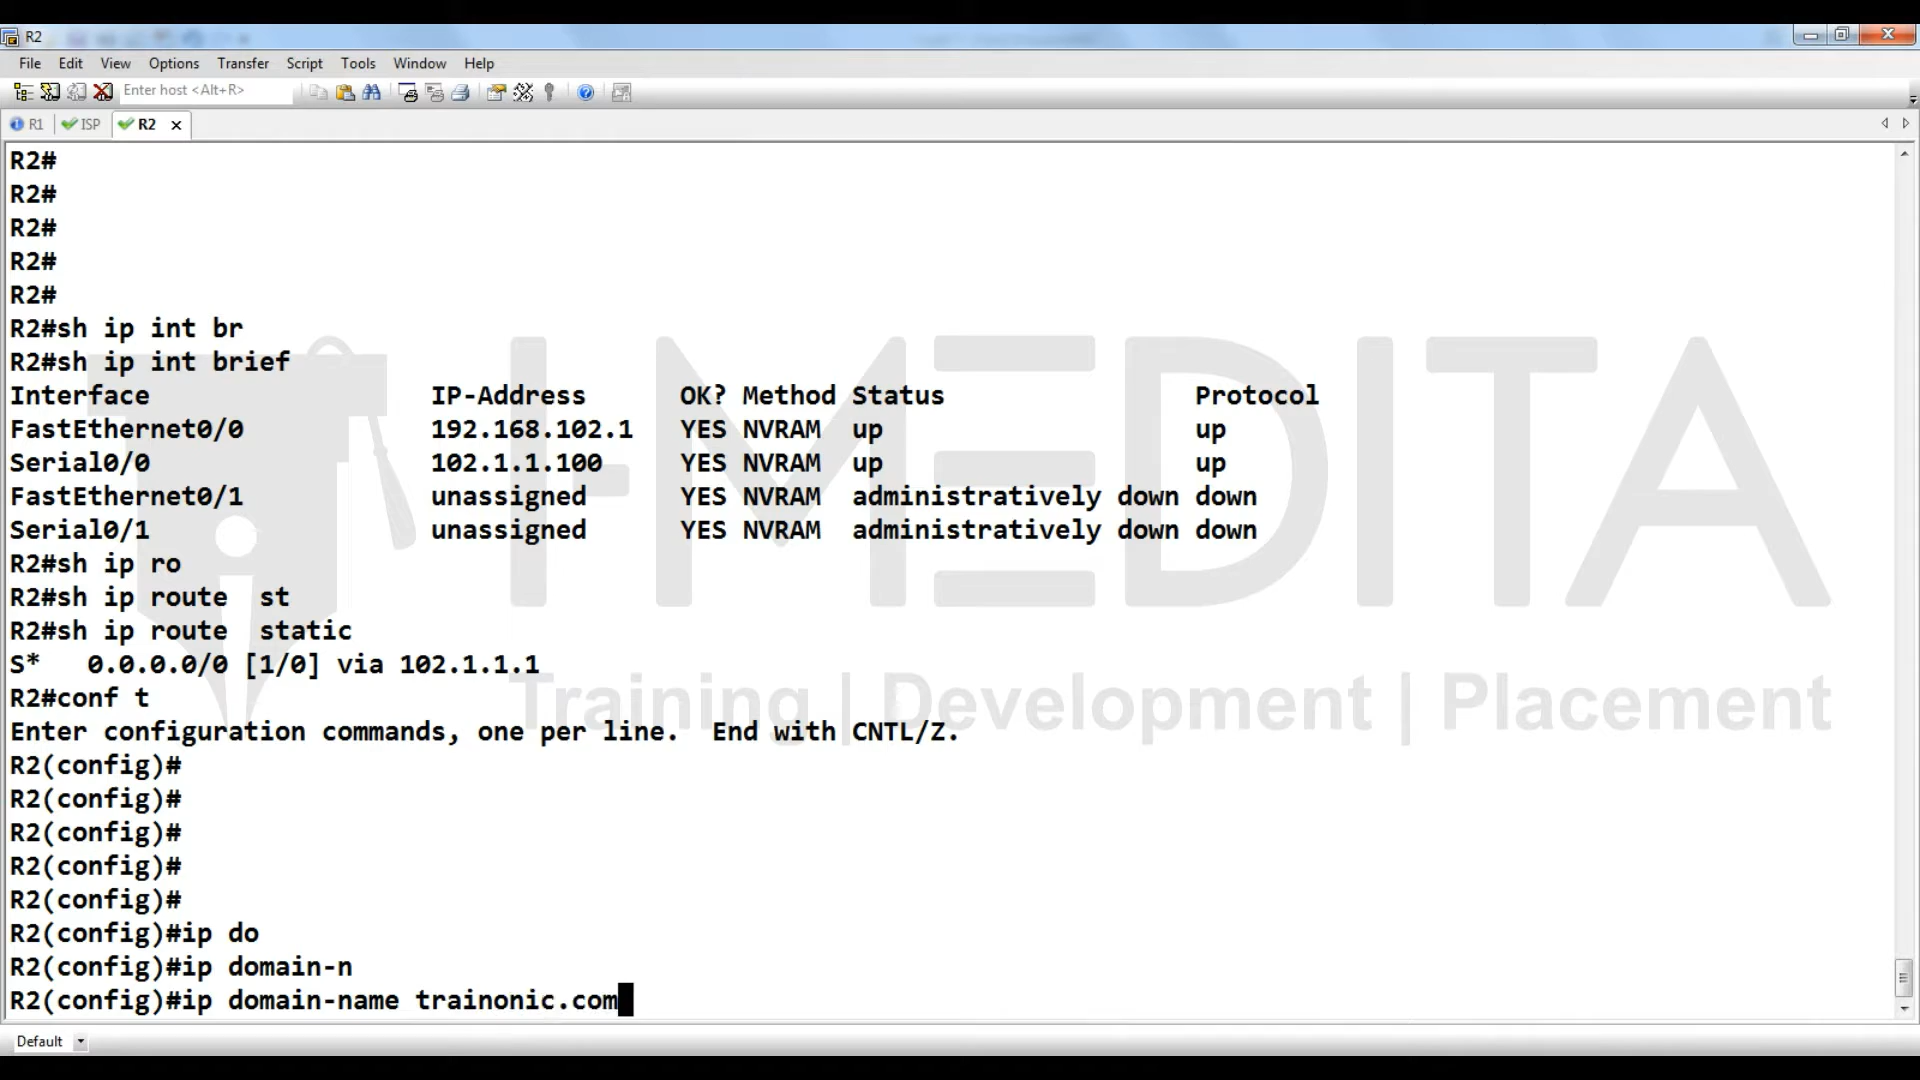 R2
File Edit View Options Transfer Script Tools Window Help
Enter host <Alt+R>
R1 ISP R2
R2#
R2#
R2#
R2#
R2#
R2#sh ip int br
R2#sh ip int brief
Interface IP-Address OK? Method Status Protocol
FastEthernet0/0 192.168.102.1 YES NVRAM up up
Serial0/0 102.1.1.100 YES NVRAM up up
FastEthernet0/1 unassigned YES NVRAM administratively down down
Serial0/1 unassigned YES NVRAM administratively down down
R2#sh ip ro
R2#sh ip route  st
R2#sh ip route  static
S*   0.0.0.0/0 [1/0] via 102.1.1.1
R2#conf t
Enter configuration commands, one per line.  End with CNTL/Z.
R2(config)#
R2(config)#
R2(config)#
R2(config)#
R2(config)#
R2(config)#ip do
R2(config)#ip domain-n
R2(config)#ip domain-name trainonic.com
Default
I-MEDITA
Training | Development | Placement